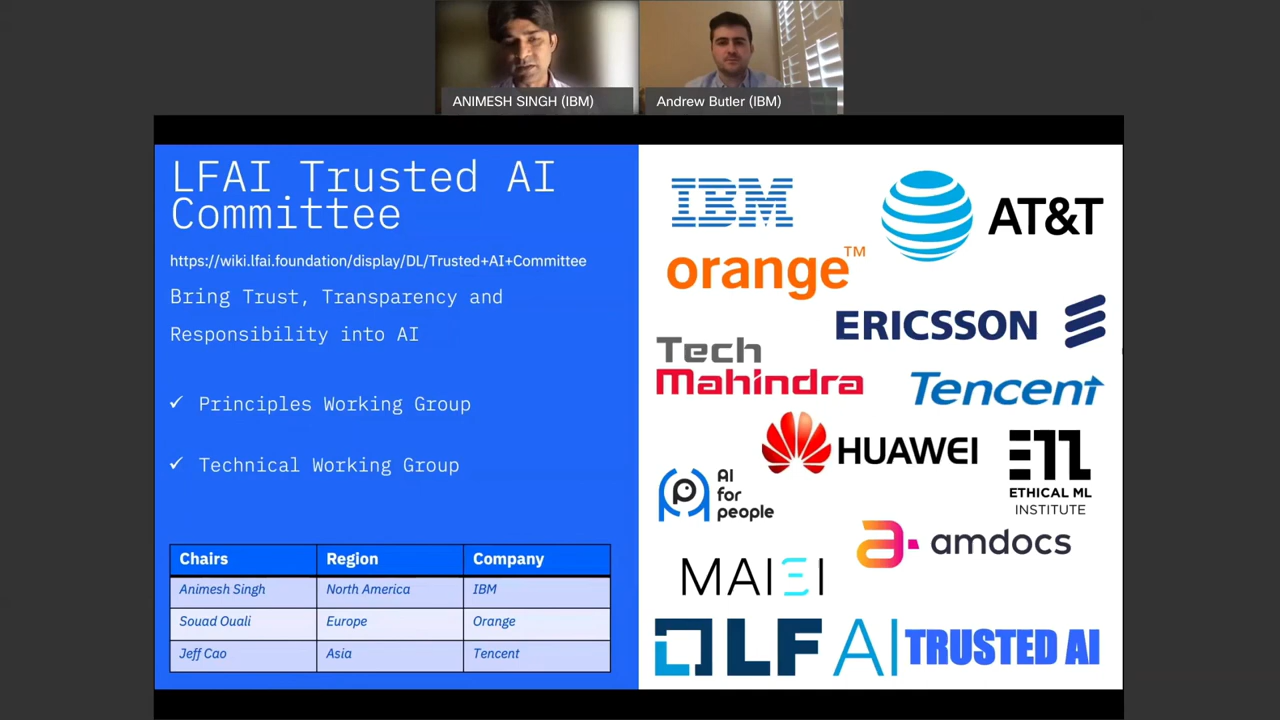 ANIMESH SINGH (IBM)
Andrew Butler (IBM)
LFAI Trusted AI
Committee
https://wiki.lfai.foundation/display/DL/Trusted+AI+Committee
Bring Trust, Transparency and
Responsibility into AI
✓ Principles Working Group
✓ Technical Working Group
Chairs Region Company
Animesh Singh North America IBM
Souad Ouali Europe Orange
Jeff Cao Asia Tencent
IBM
AT&T
orange™
ERICSSON
Tech
Mahindra
Tencent
HUAWEI
ETHICAL ML
INSTITUTE
AI
for
people
amdocs
MAIEI
LF AI
TRUSTED AI